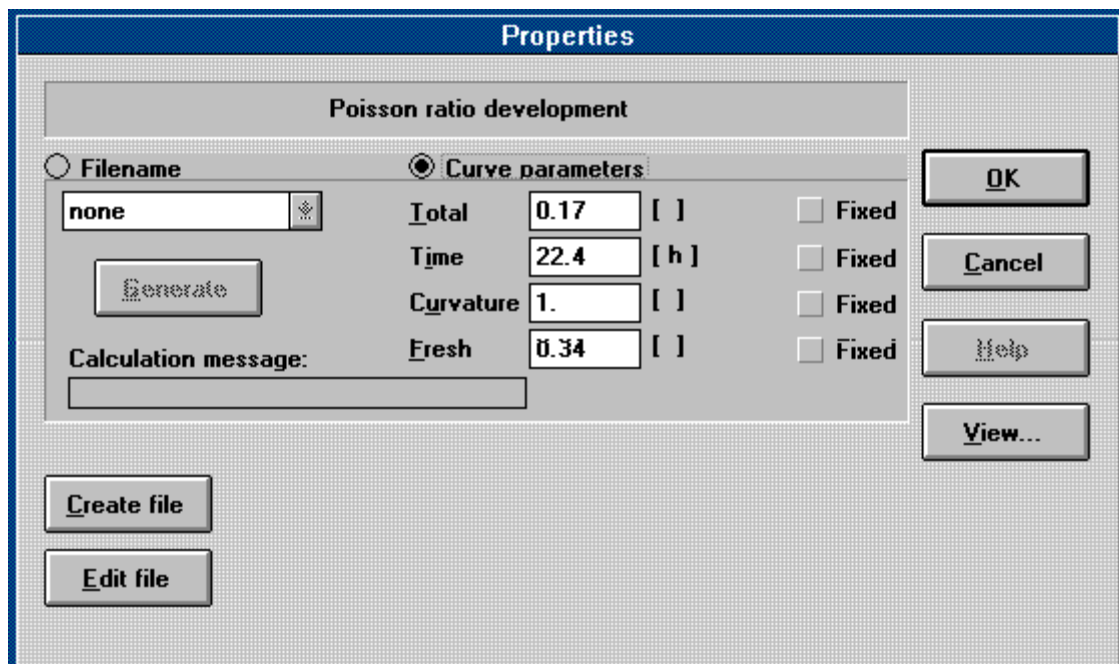 Properties
Poisson ratio development
Filename
Curve parameters
none
Total 0.17 [ ] Fixed
Time 22.4 [ h ] Fixed
Curvature 1. [ ] Fixed
Fresh 0.34 [ ] Fixed
Generate
Calculation message:
OK
Cancel
Help
View...
Create file
Edit file